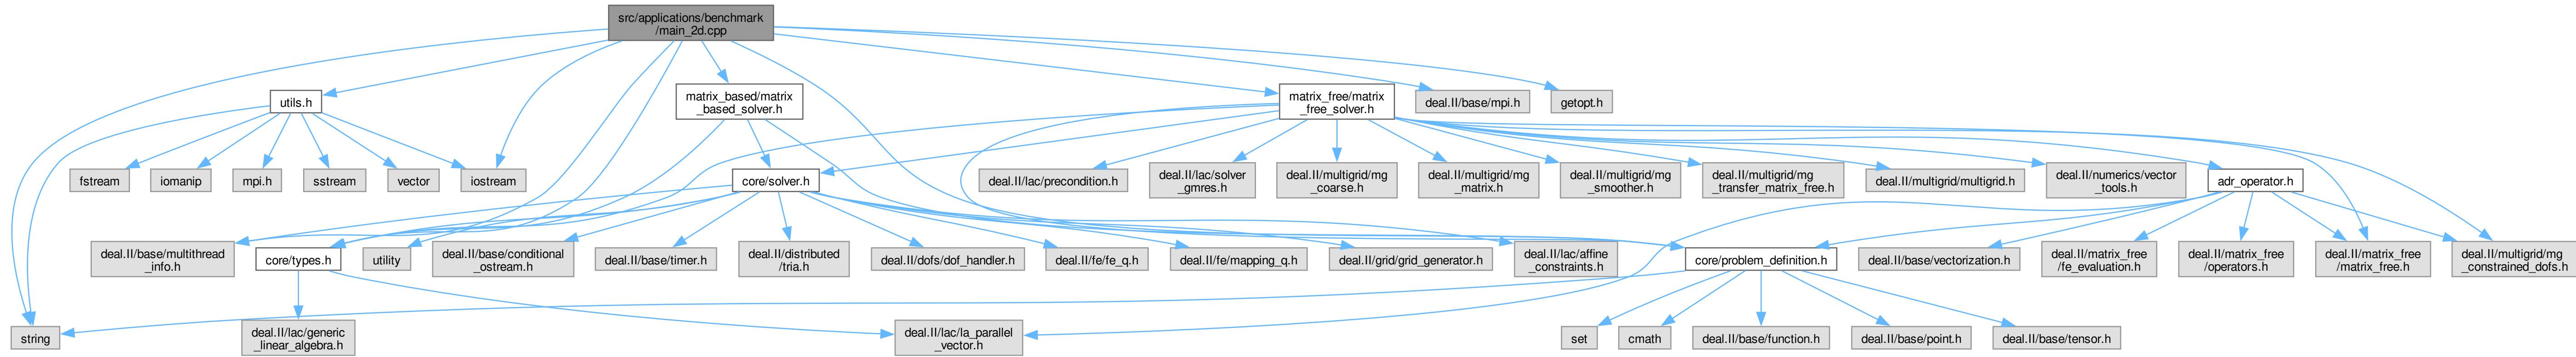 src/applications/benchmark
/main_2d.cpp
utils.h
matrix_based/matrix
_based_solver.h
matrix_free/matrix
_free_solver.h
deal.II/base/mpi.h
getopt.h
fstream
iomanip
mpi.h
sstream
vector
iostream
core/solver.h
deal.II/lac/precondition.h
deal.II/lac/solver
_gmres.h
deal.II/multigrid/mg
_coarse.h
deal.II/multigrid/mg
_matrix.h
deal.II/multigrid/mg
_smoother.h
deal.II/multigrid/mg
_transfer_matrix_free.h
deal.II/multigrid/multigrid.h
deal.II/numerics/vector
_tools.h
adr_operator.h
deal.II/base/multithread
_info.h
core/types.h
utility
deal.II/base/conditional
_ostream.h
deal.II/base/timer.h
deal.II/distributed
/tria.h
deal.II/dofs/dof_handler.h
deal.II/fe/fe_q.h
deal.II/fe/mapping_q.h
deal.II/grid/grid_generator.h
deal.II/lac/affine
_constraints.h
core/problem_definition.h
deal.II/base/vectorization.h
deal.II/matrix_free
/fe_evaluation.h
deal.II/matrix_free
/operators.h
deal.II/matrix_free
/matrix_free.h
deal.II/multigrid/mg
_constrained_dofs.h
string
deal.II/lac/generic
_linear_algebra.h
deal.II/lac/la_parallel
_vector.h
set
cmath
deal.II/base/function.h
deal.II/base/point.h
deal.II/base/tensor.h